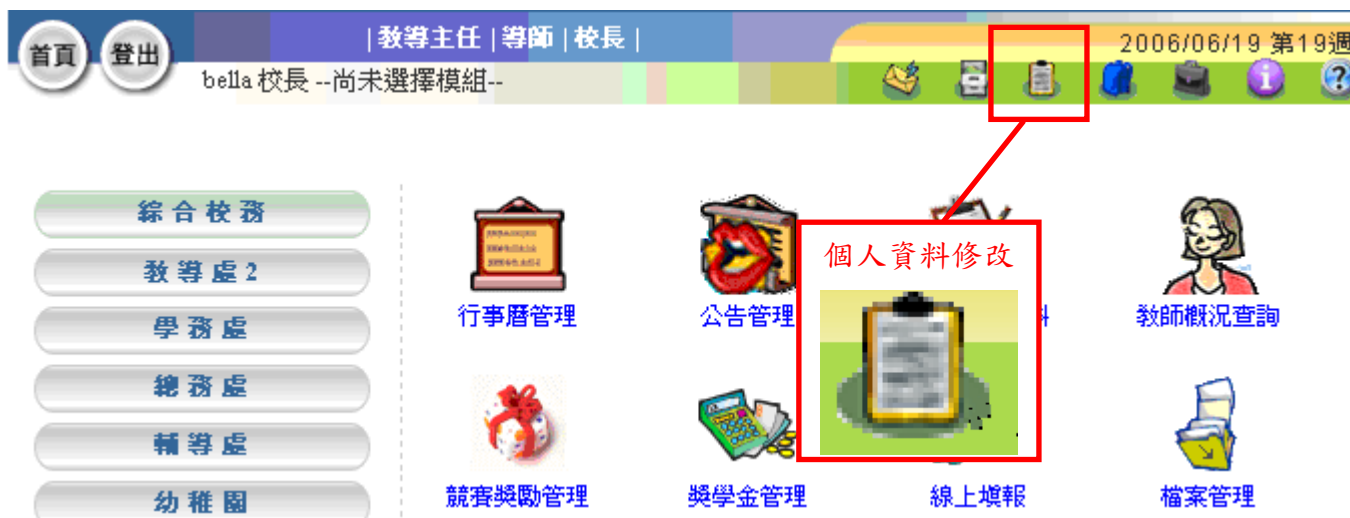 首頁
登出
|教導主任|導師|校長|
2006/06/19 第19週
bella 校長 --尚未選擇模組--
綜合校務
教導處2
學務處
總務處
輔導處
幼稚園
行事曆管理
公告管理
個人資料修改
教師概況查詢
競賽獎勵管理
獎學金管理
線上填報
檔案管理